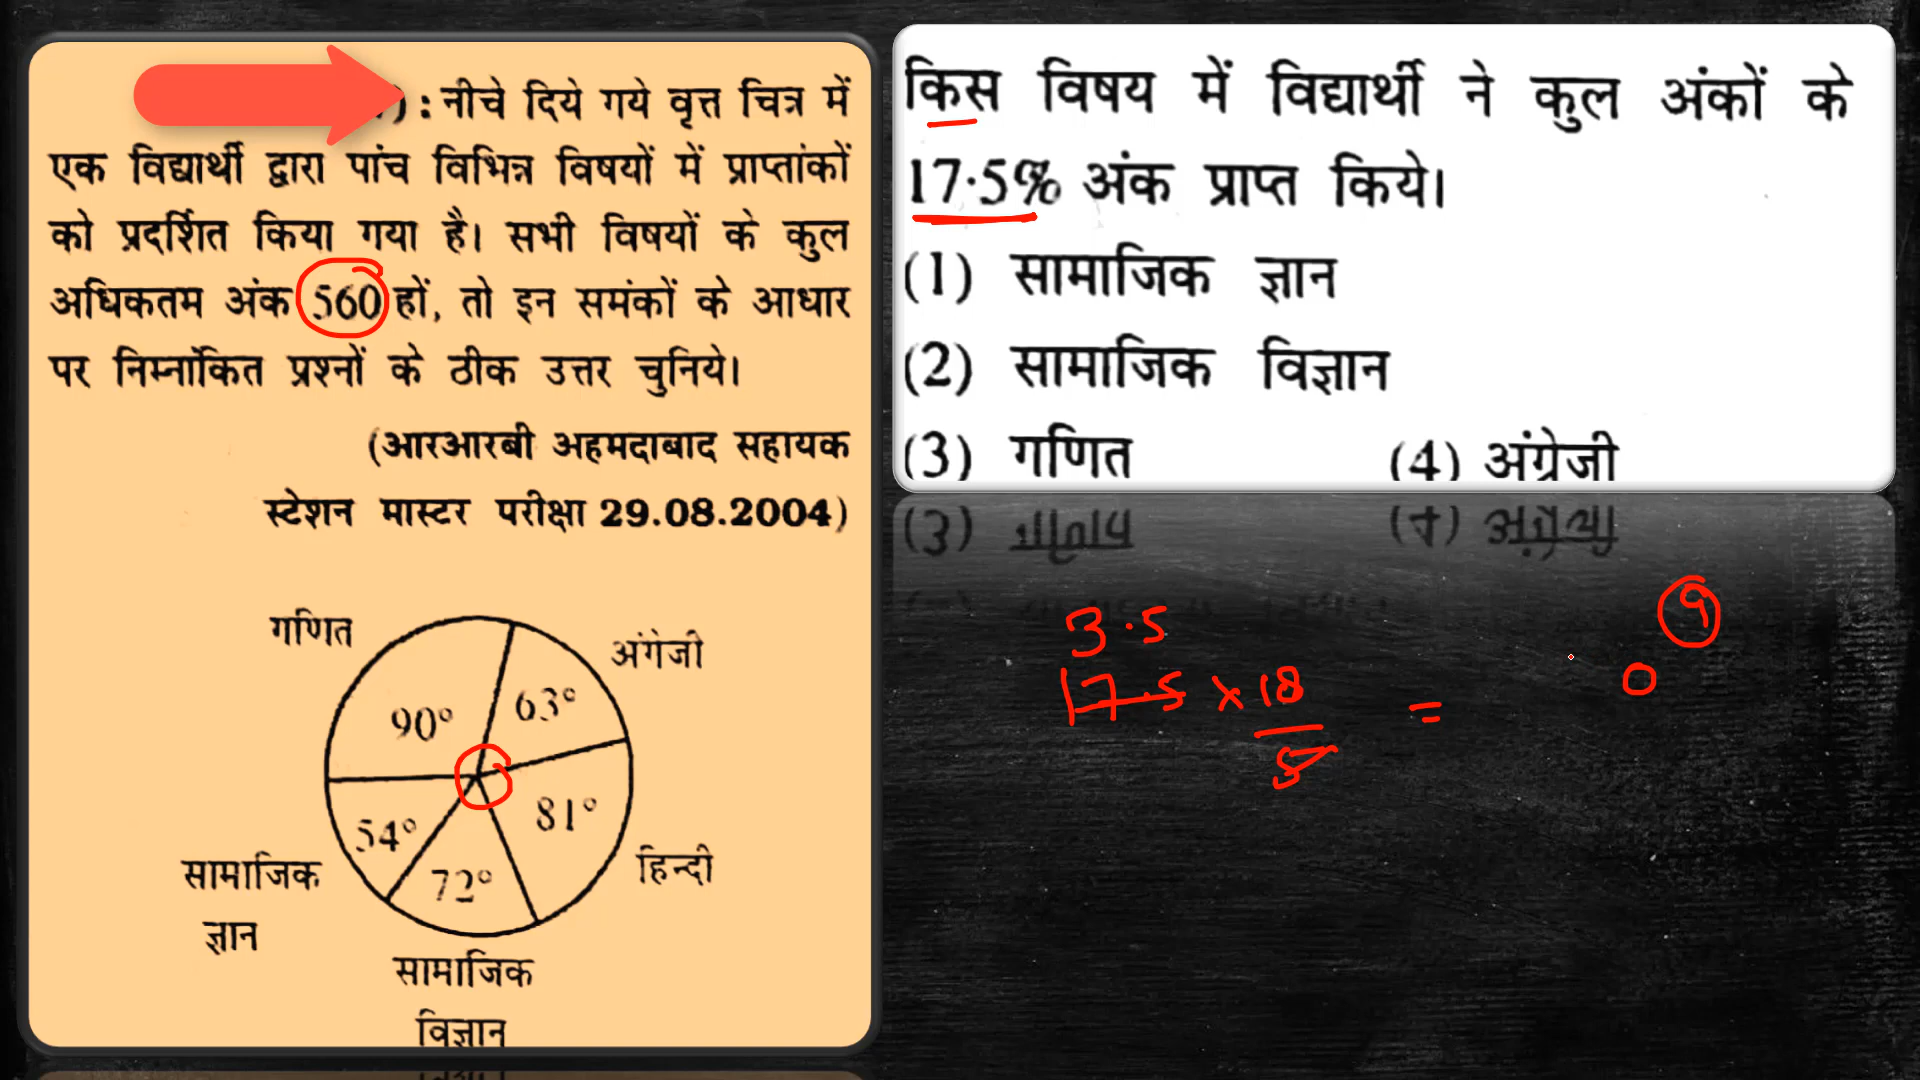 ) : नीचे दिये गये वृत्त चित्र में
एक विद्यार्थी द्वारा पांच विभिन्न विषयों में प्राप्तांकों
को प्रदर्शित किया गया है। सभी विषयों के कुल
अधिकतम अंक 560 हों, तो इन समंकों के आधार
पर निम्नांकित प्रश्नों के ठीक उत्तर चुनिये।
(आरआरबी अहमदाबाद सहायक
स्टेशन मास्टर परीक्षा 29.08.2004)
गणित
अंगेजी
90°
63°
54°
81°
72°
सामाजिक
ज्ञान
हिन्दी
सामाजिक
विज्ञान
किस विषय में विद्यार्थी ने कुल अंकों के
17·5% अंक प्राप्त किये।
(1) सामाजिक ज्ञान
(2) सामाजिक विज्ञान
(3) गणित (4) अंग्रेजी
3.5
17.5 × 18 =
5
9
0